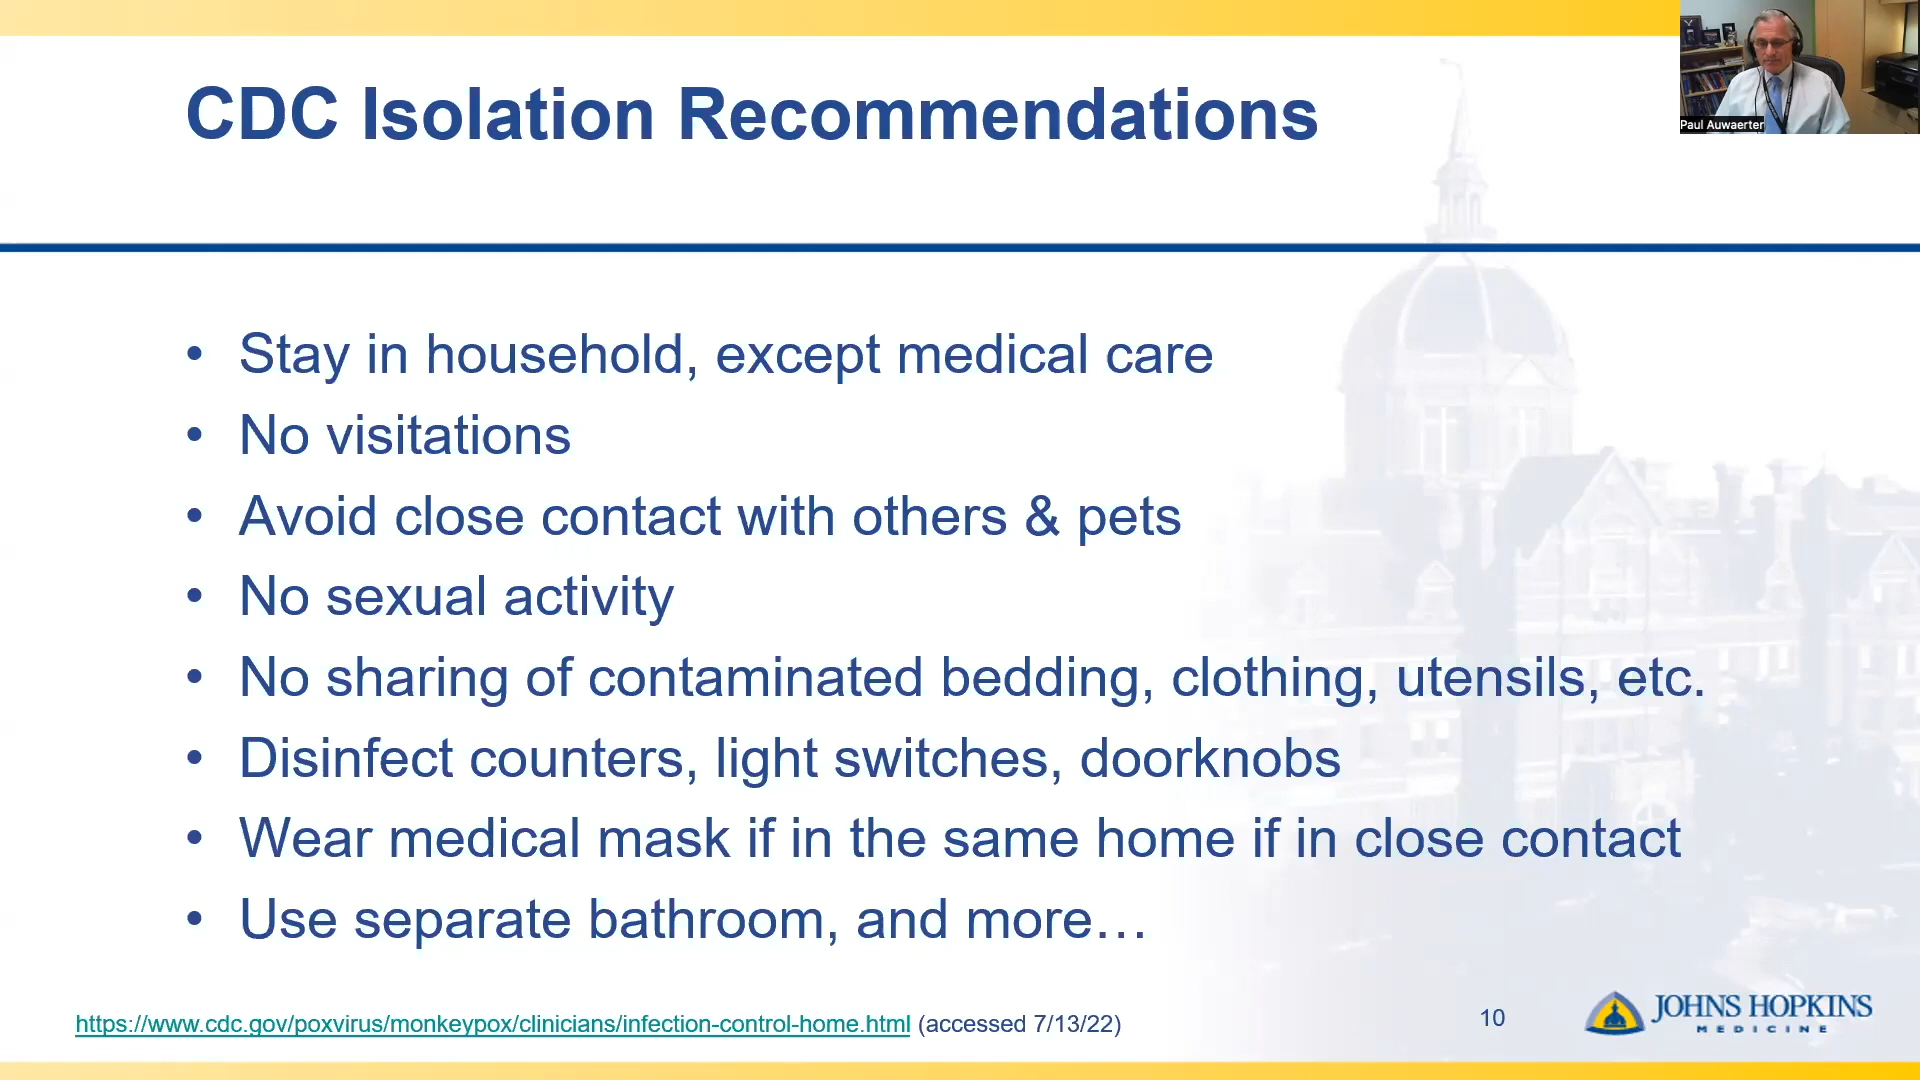 Paul Auwaerter
CDC Isolation Recommendations
• Stay in household, except medical care
• No visitations
• Avoid close contact with others & pets
• No sexual activity
• No sharing of contaminated bedding, clothing, utensils, etc.
• Disinfect counters, light switches, doorknobs
• Wear medical mask if in the same home if in close contact
• Use separate bathroom, and more…
https://www.cdc.gov/poxvirus/monkeypox/clinicians/infection-control-home.html (accessed 7/13/22)
10
JOHNS HOPKINS
MEDICINE